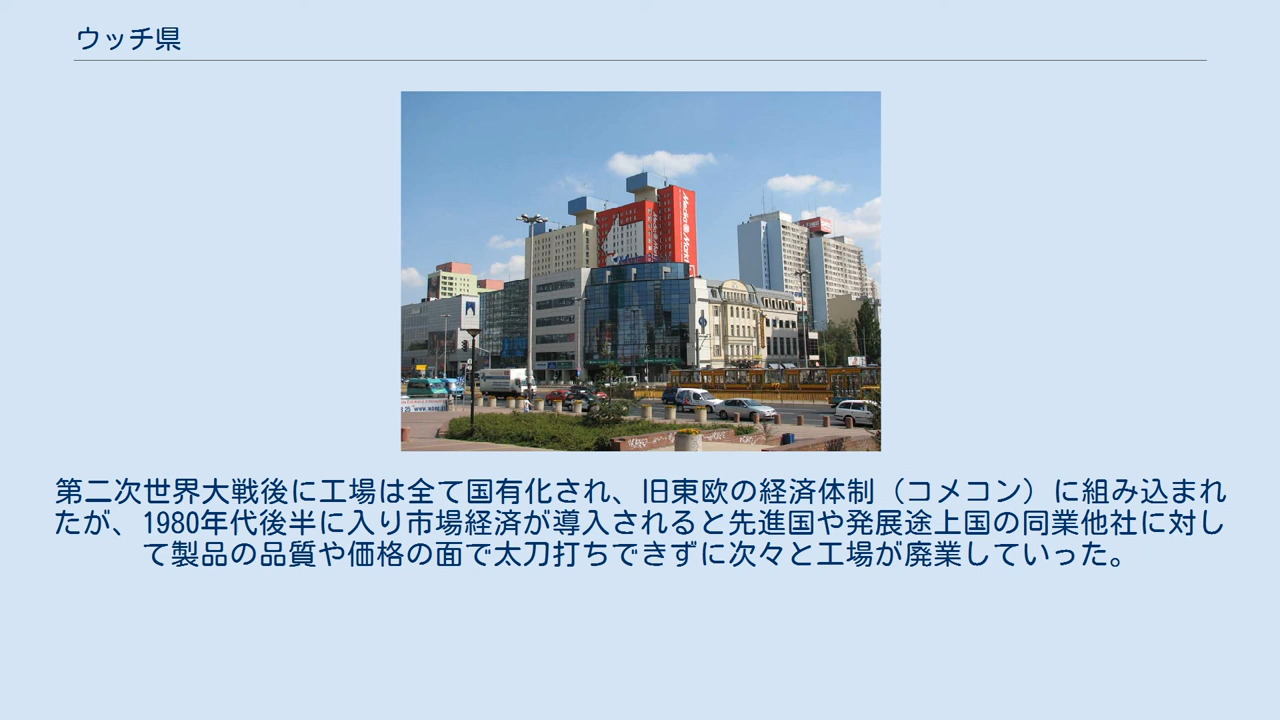 ウッチ県
Media Markt
第二次世界大戦後に工場は全て国有化され、旧東欧の経済体制（コメコン）に組み込まれ
たが、1980年代後半に入り市場経済が導入されると先進国や発展途上国の同業他社に対し
て製品の品質や価格の面で太刀打ちできずに次々と工場が廃業していった。